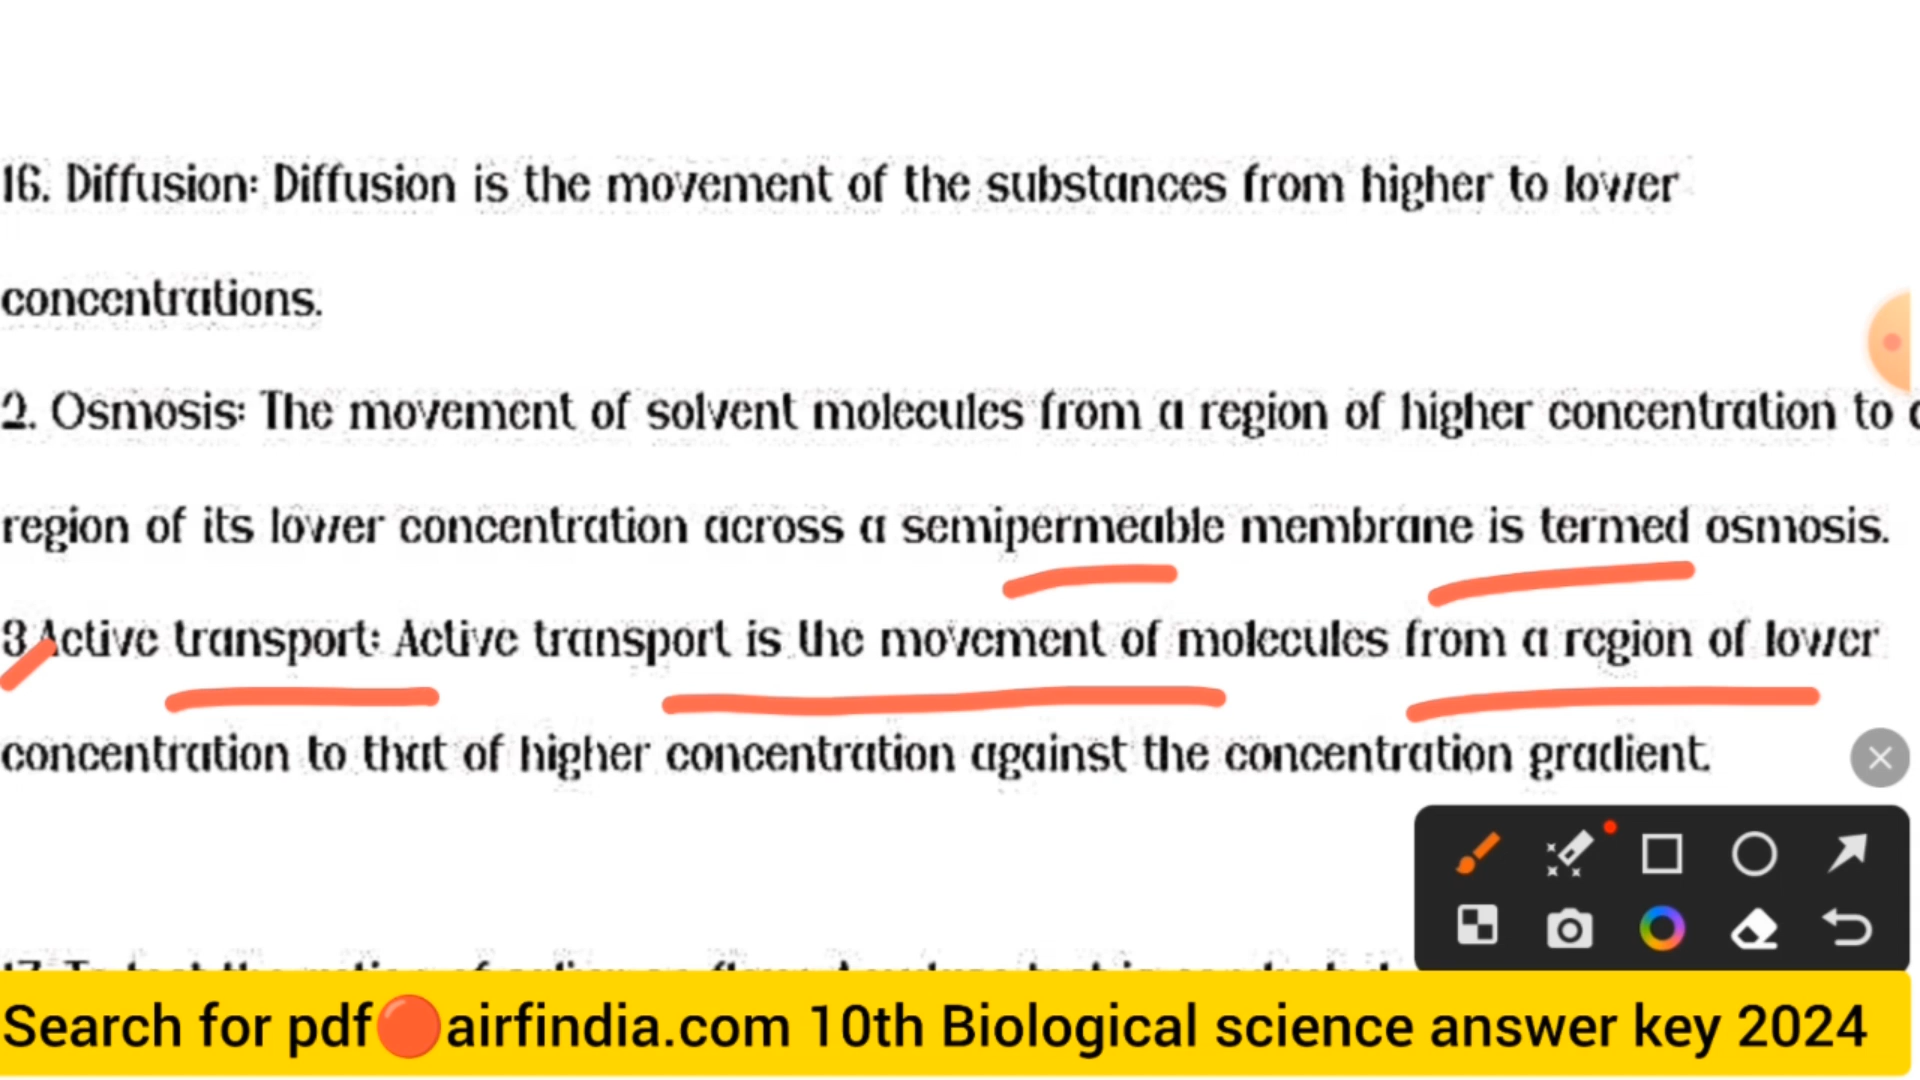 16. Diffusion: Diffusion is the movement of the substances from higher to lower
concentrations.
2. Osmosis: The movement of solvent molecules from a region of higher concentration to
region of its lower concentration across a semipermeable membrane is termed osmosis.
3 Active transport: Active transport is the movement of molecules from a region of lower
concentration to that of higher concentration against the concentration gradient.
Search for pdf🔴airfindia.com 10th Biological science answer key 2024